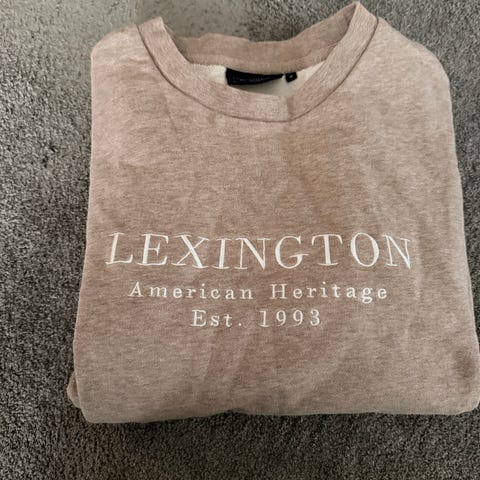 LEXINGTON
American Heritage
Est. 1993